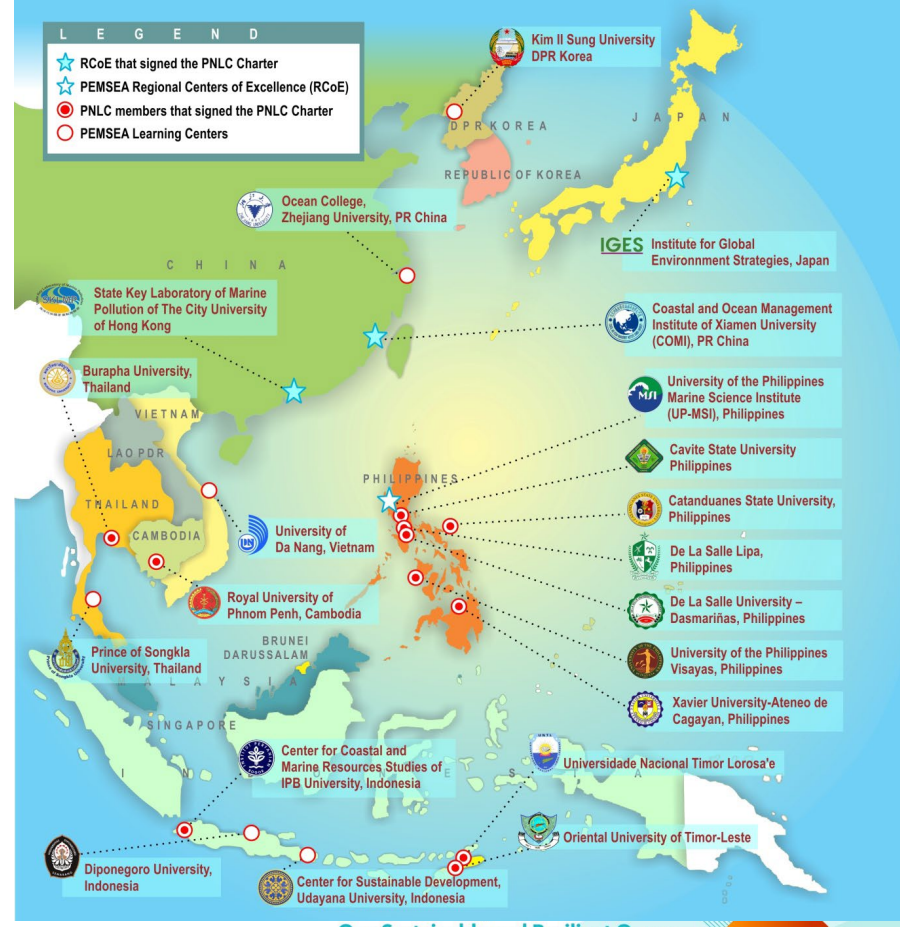 L E G E N D
RCoE that signed the PNLC Charter
PEMSEA Regional Centers of Excellence (RCoE)
PNLC members that signed the PNLC Charter
PEMSEA Learning Centers
Kim Il Sung University
DPR Korea
DPR KOREA
JAPAN
REPUBLIC OF KOREA
Ocean College,
Zhejiang University, PR China
IGES
Institute for Global
Environnment Strategies, Japan
CHINA
State Key Laboratory of Marine
Pollution of The City University
of Hong Kong
Coastal and Ocean Management
Institute of Xiamen University
(COMI), PR China
Burapha University,
Thailand
MSI
University of the Philippines
Marine Science Institute
(UP-MSI), Philippines
VIETNAM
LAO PDR
Cavite State University
Philippines
PHILIPPINES
THAILAND
Catanduanes State University,
Philippines
CAMBODIA
University of
Da Nang, Vietnam
De La Salle Lipa,
Philippines
Royal University of
Phnom Penh, Cambodia
De La Salle University –
Dasmariñas, Philippines
BRUNEI
DARUSSALAM
Prince of Songkla
University, Thailand
University of the Philippines
Visayas, Philippines
MALAYSIA
SINGAPORE
Xavier University-Ateneo de
Cagayan, Philippines
Center for Coastal and
Marine Resources Studies of
IPB University, Indonesia
INDONESIA
Universidade Nacional Timor Lorosa'e
Oriental University of Timor-Leste
Diponegoro University,
Indonesia
Center for Sustainable Development,
Udayana University, Indonesia